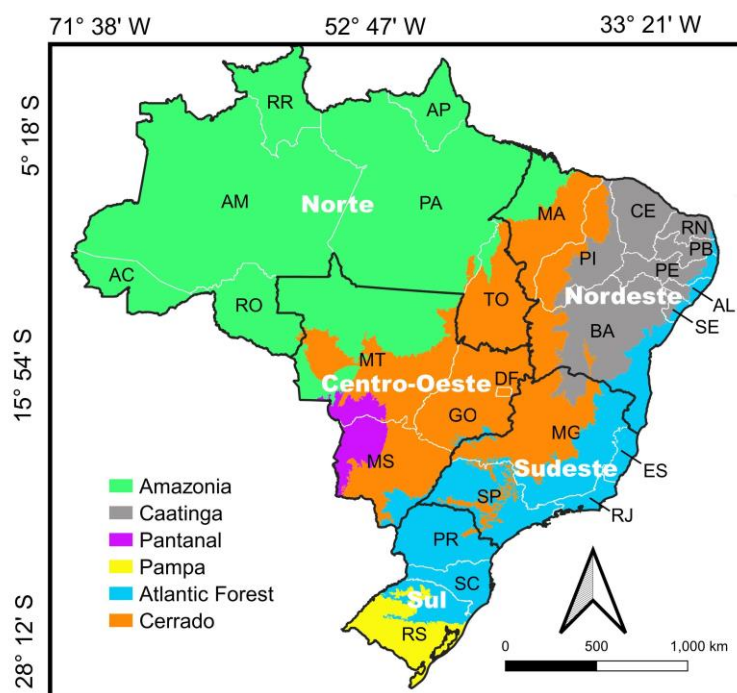 71° 38' W 52° 47' W 33° 21' W
5° 18' S
15° 54' S
28° 12' S
RR
AP
AM
Norte
PA
MA
CE
RN
PB
PI
PE
AC
Nordeste
AL
RO
TO
SE
BA
MT
DF
Centro-Oeste
GO
MG
MS
Sudeste
ES
SP
RJ
PR
SC
Sul
RS
Amazonia
Caatinga
Pantanal
Pampa
Atlantic Forest
Cerrado
0 500 1,000 km